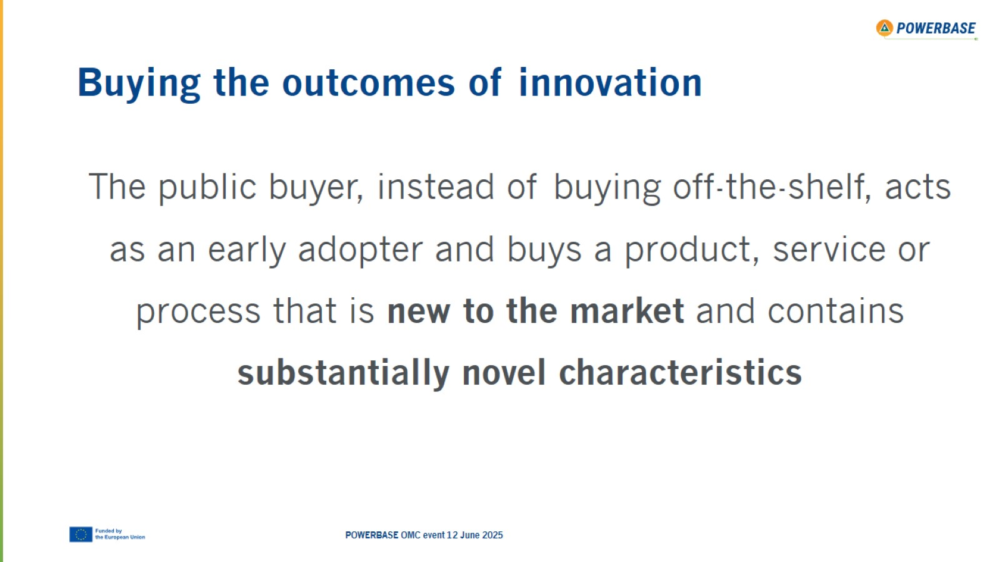 POWERBASE
Buying the outcomes of innovation
The public buyer, instead of buying off-the-shelf, acts
as an early adopter and buys a product, service or
process that is new to the market and contains
substantially novel characteristics
Funded by
the European Union
POWERBASE OMC event 12 June 2025